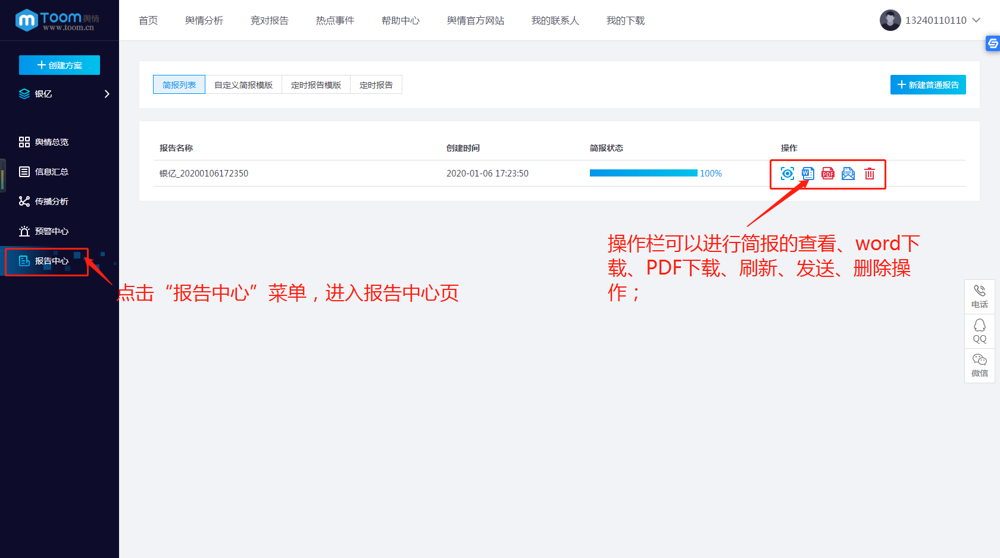 Toom舆情
www.toom.cn
首页
舆情分析
竞对报告
热点事件
帮助中心
舆情官方网站
我的联系人
我的下载
13240110110
创建方案
银亿
舆情总览
信息汇总
传播分析
预警中心
报告中心
简报列表
自定义简报模版
定时报告模版
定时报告
新建普通报告
报告名称
创建时间
简报状态
操作
银亿_20200106172350
2020-01-06 17:23:50
100%
W
PDF
操作栏可以进行简报的查看、word下
载、PDF下载、刷新、发送、删除操
作；
点击“报告中心”菜单，进入报告中心页
电话
QQ
微信